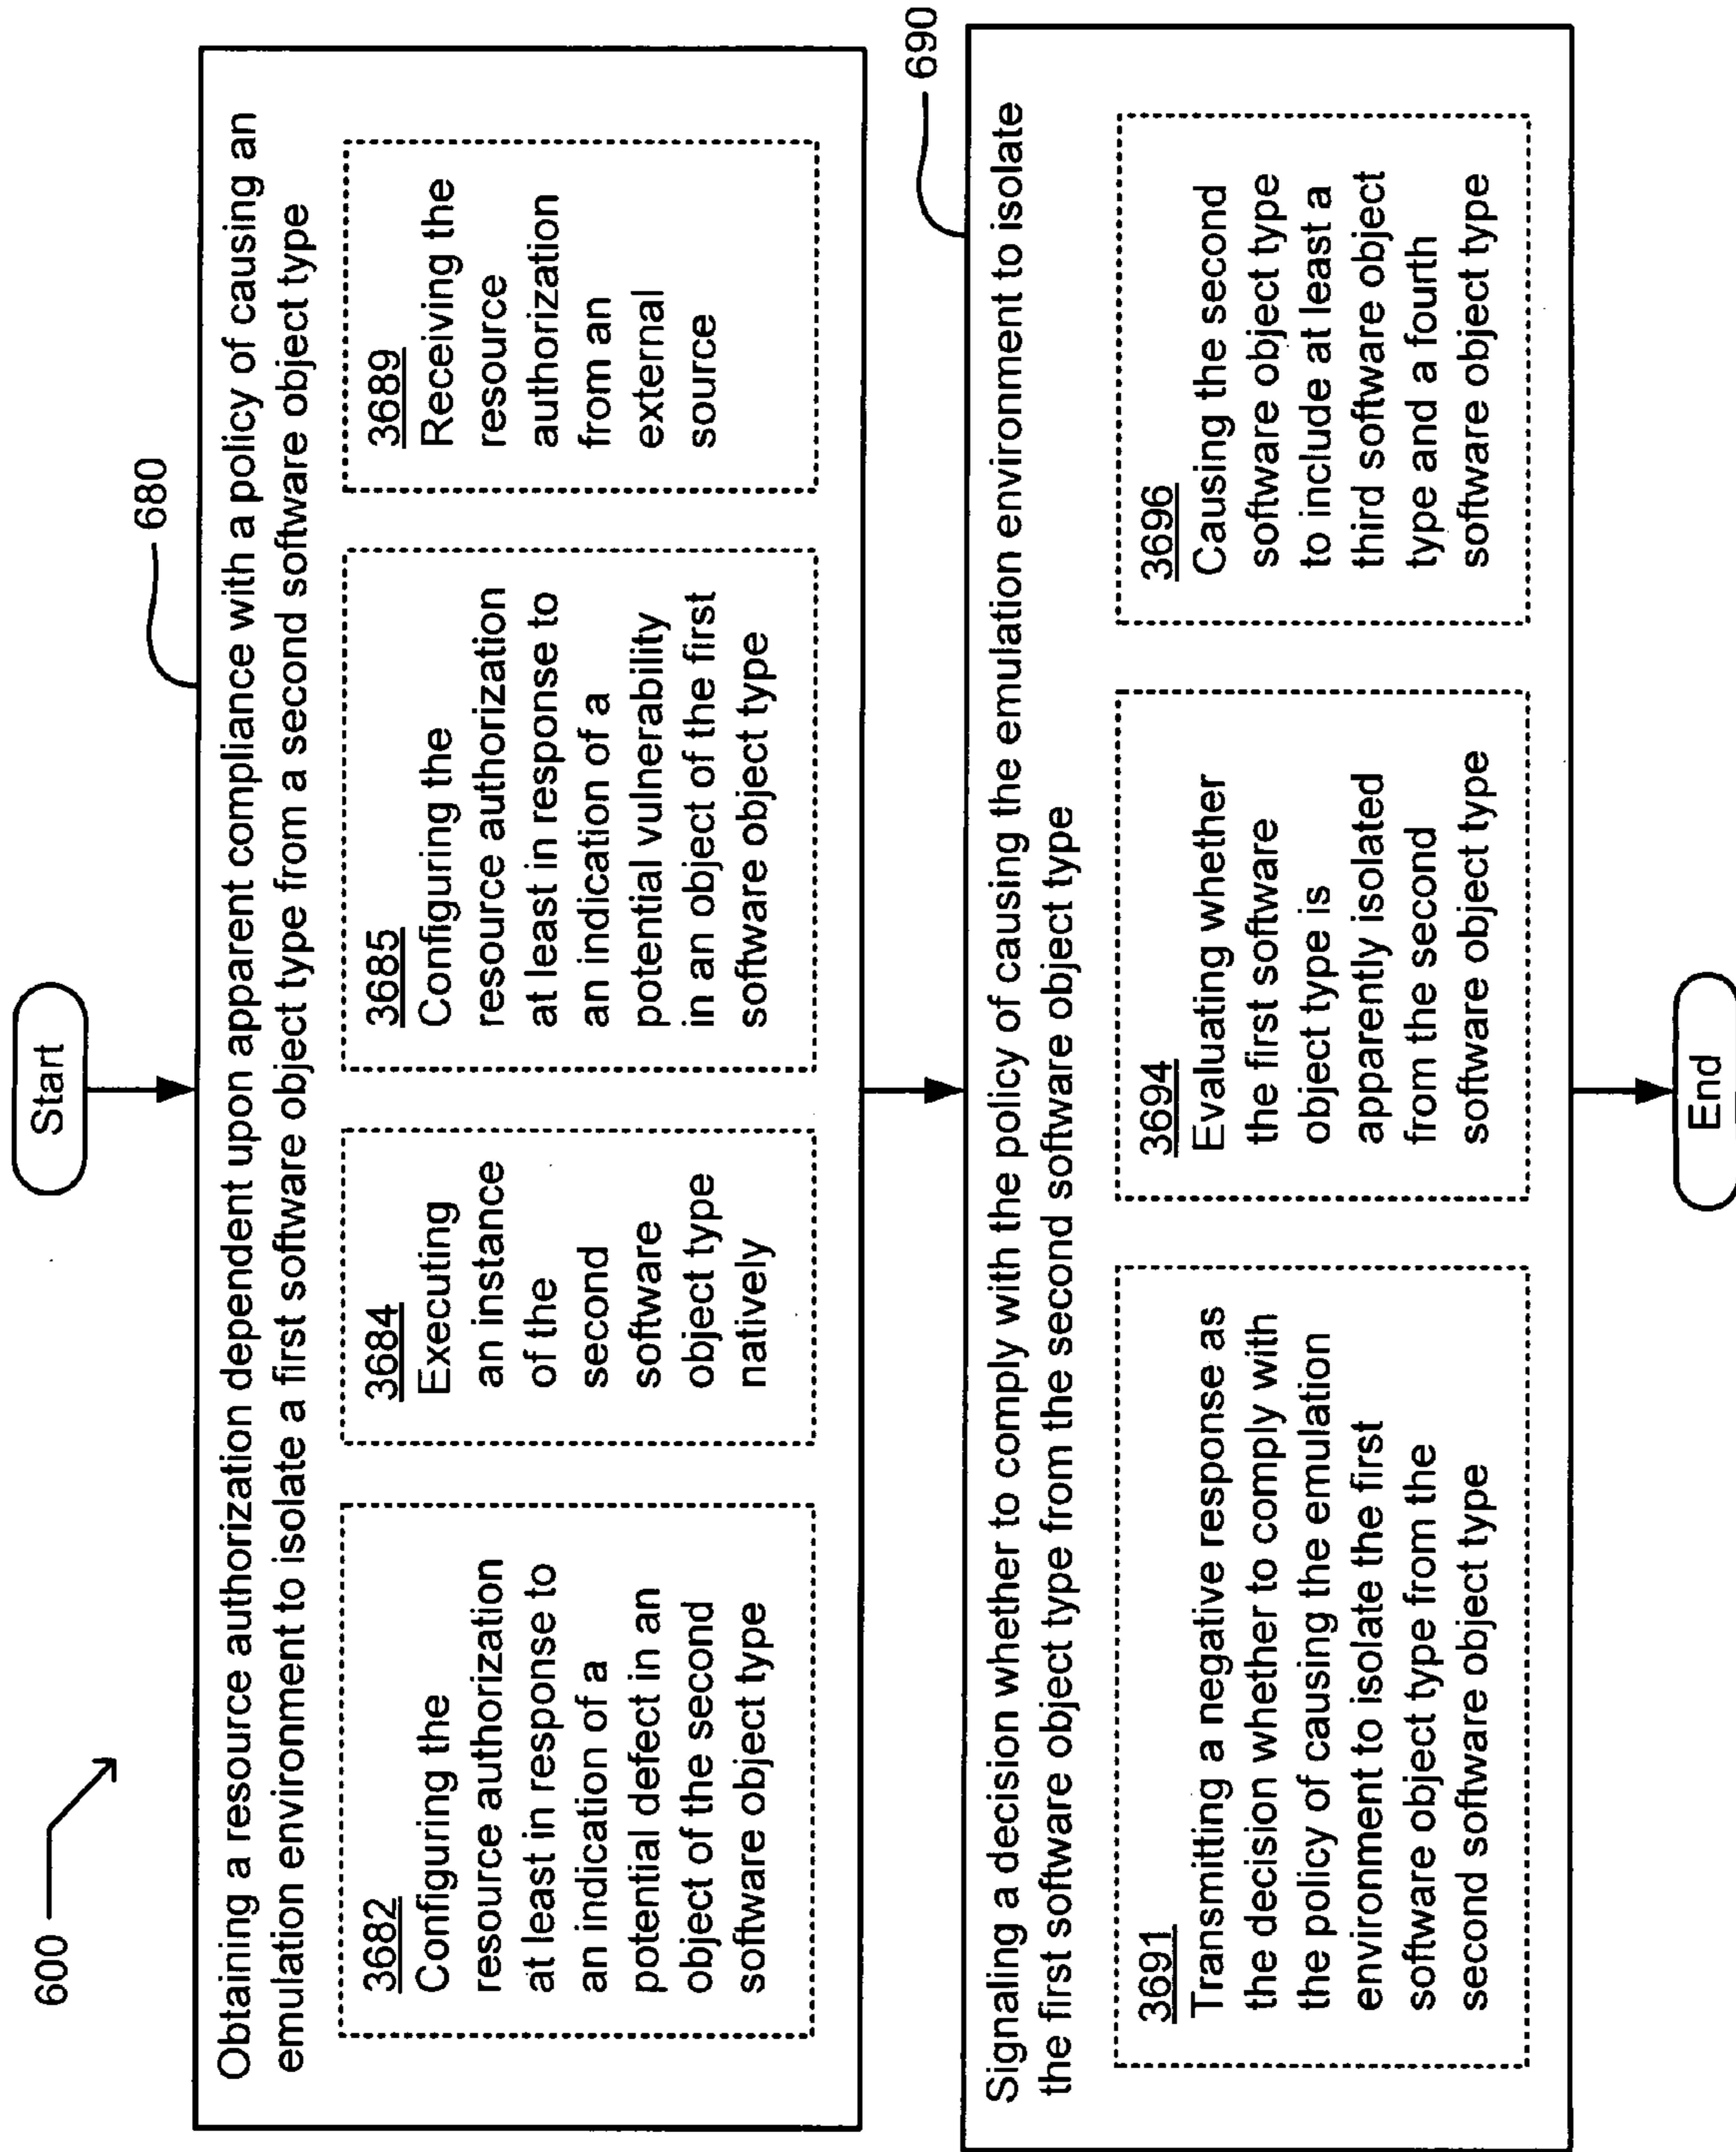 600
Start
680
Obtaining a resource authorization dependent upon apparent compliance with a policy of causing an
emulation environment to isolate a first software object type from a second software object type
3682
Configuring the
resource authorization
at least in response to
an indication of a
potential defect in an
object of the second
software object type
3684
Executing
an instance
of the
second
software
object type
natively
3685
Configuring the
resource authorization
at least in response to
an indication of a
potential vulnerability
in an object of the first
software object type
3689
Receiving the
resource
authorization
from an
external
source
690
Signaling a decision whether to comply with the policy of causing the emulation environment to isolate
the first software object type from the second software object type
3691
Transmitting a negative response as
the decision whether to comply with
the policy of causing the emulation
environment to isolate the first
software object type from the
second software object type
3694
Evaluating whether
the first software
object type is
apparently isolated
from the second
software object type
3696
Causing the second
software object type
to include at least a
third software object
type and a fourth
software object type
End